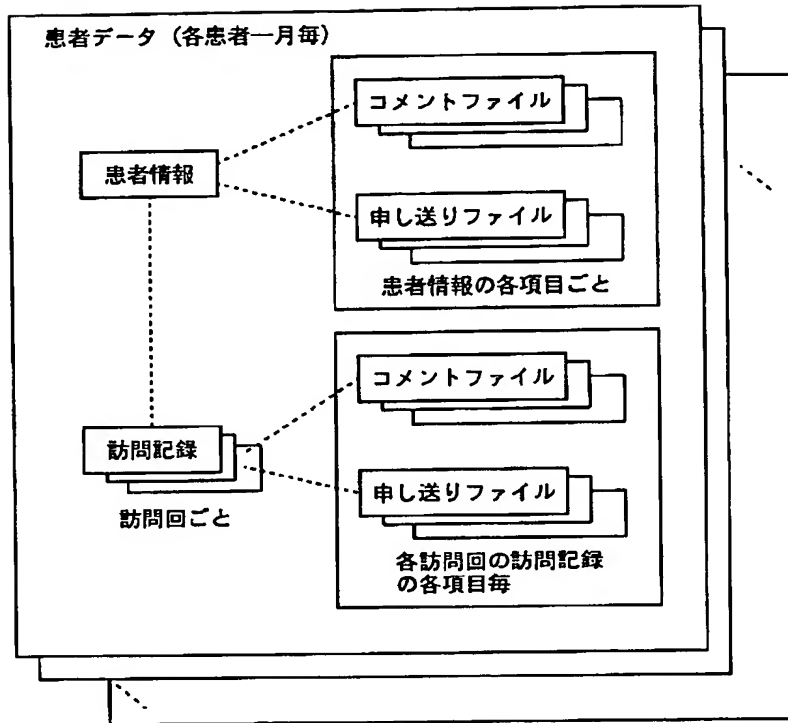 患者データ（各患者一月毎）
コメントファイル
患者情報
申し送りファイル
患者情報の各項目ごと
コメントファイル
訪問記録
申し送りファイル
訪問回ごと
各訪問回の訪問記録
の各項目毎